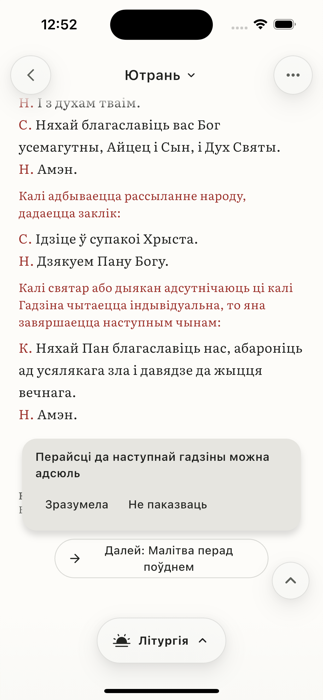 12:52
Ютрань
Н. І з духам тваім.
С. Няхай благаславіць вас Бог
усемагутны, Айцец і Сын, і Дух Святы.
Н. Амэн.
Калі адбываецца рассыланне народу,
дадаецца заклік:
С. Ідзіце ў супакоі Хрыста.
Н. Дзякуем Пану Богу.
Калі святар або дыякан адсутнічаюць ці калі
Гадзіна чытаецца індывідуальна, то яна
завяршаецца наступным чынам:
К. Няхай Пан благаславіць нас, абароніць
ад усялякага зла і давядзе да жыцця
вечнага.
Н. Амэн.
Перайсці да наступнай гадзіны можна
адсюль
Зразумела Не паказваць
Далей: Малітва перад
поўднем
Літургія